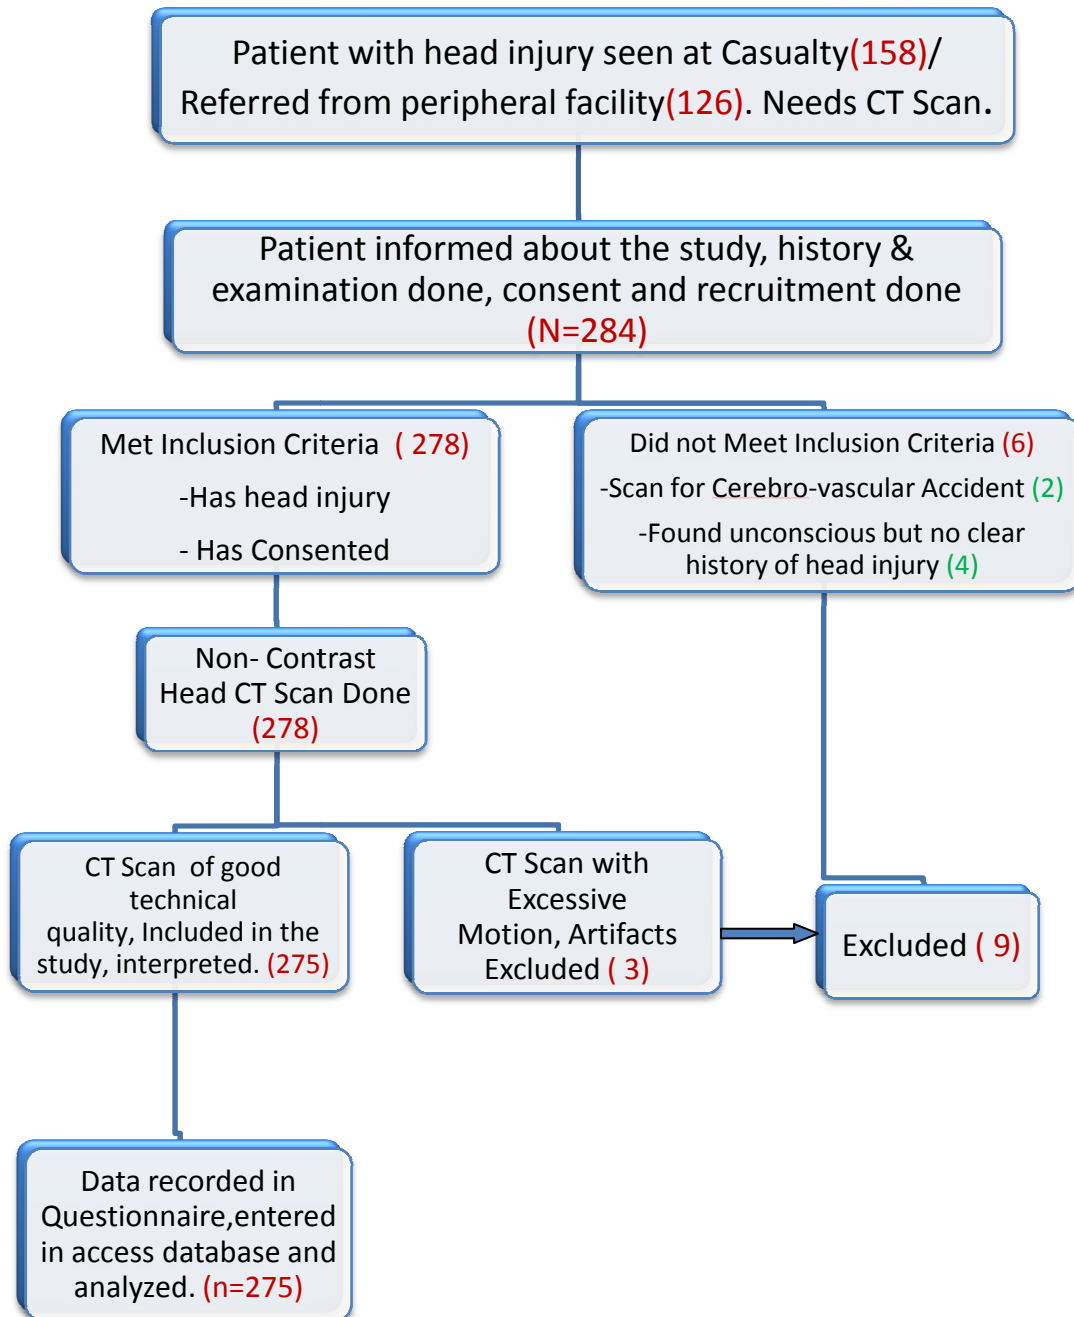 Patient with head injury seen at Casualty(158)/
Referred from peripheral facility(126). Needs CT Scan.
Patient informed about the study, history &
examination done, consent and recruitment done
(N=284)
Met Inclusion Criteria  ( 278)
-Has head injury
- Has Consented
Did not Meet Inclusion Criteria (6)
-Scan for Cerebro-vascular Accident (2)
-Found unconscious but no clear
history of head injury (4)
Non- Contrast
Head CT Scan Done
(278)
CT Scan  of good
technical
quality, Included in the
study, interpreted. (275)
CT Scan with
Excessive
Motion, Artifacts
Excluded ( 3)
Excluded ( 9)
Data recorded in
Questionnaire,entered
in access database and
analyzed. (n=275)